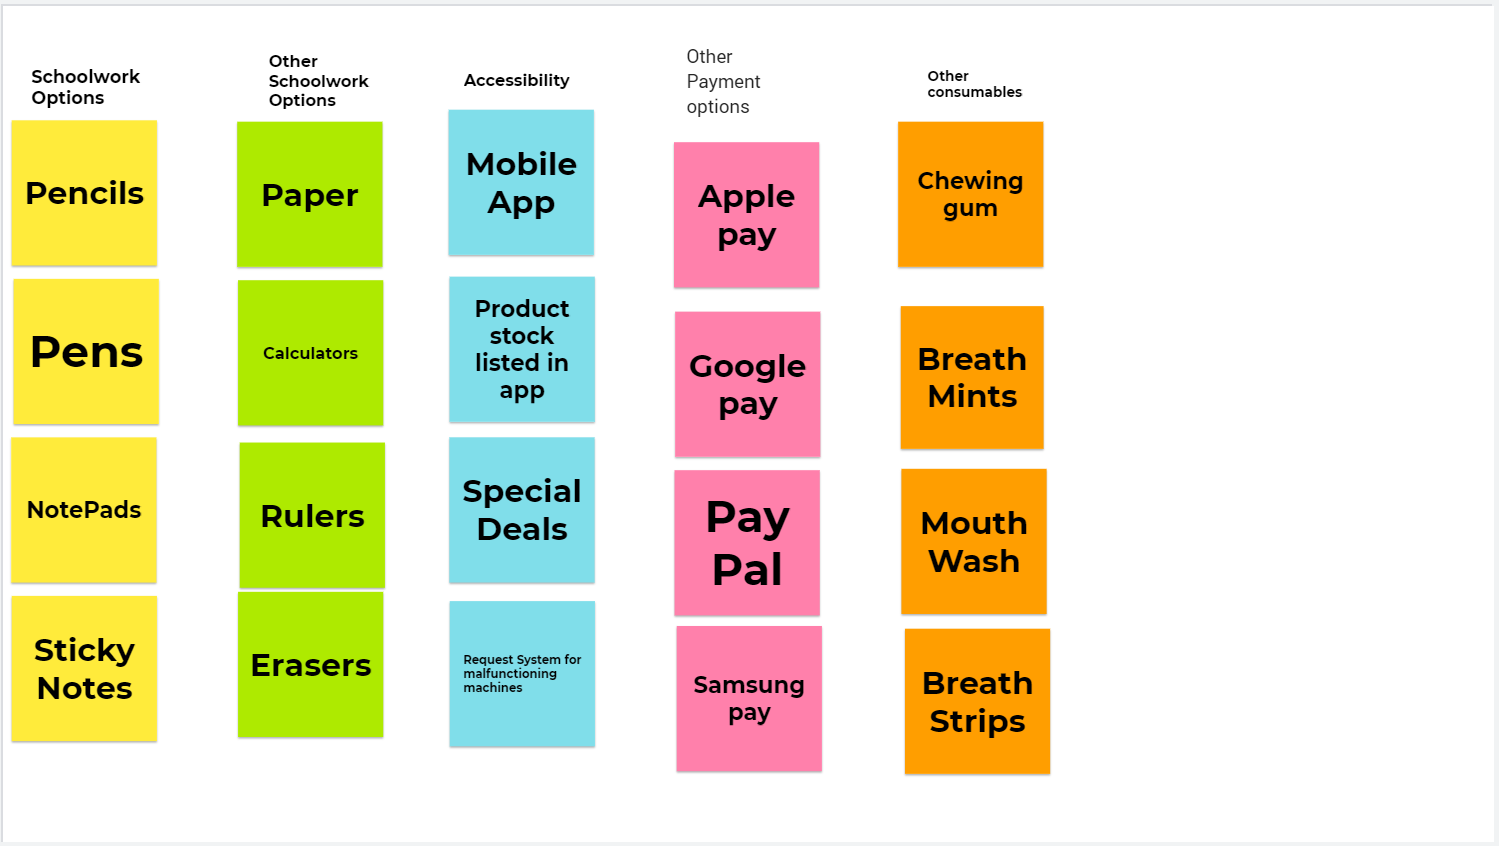 Schoolwork
Options
Pencils
Pens
NotePads
Sticky
Notes
Other
Schoolwork
Options
Paper
Calculators
Rulers
Erasers
Accessibility
Mobile
App
Product
stock
listed in
app
Special
Deals
Request System for
malfunctioning
machines
Other
Payment
options
Apple
pay
Google
pay
Pay
Pal
Samsung
pay
Other
consumables
Chewing
gum
Breath
Mints
Mouth
Wash
Breath
Strips